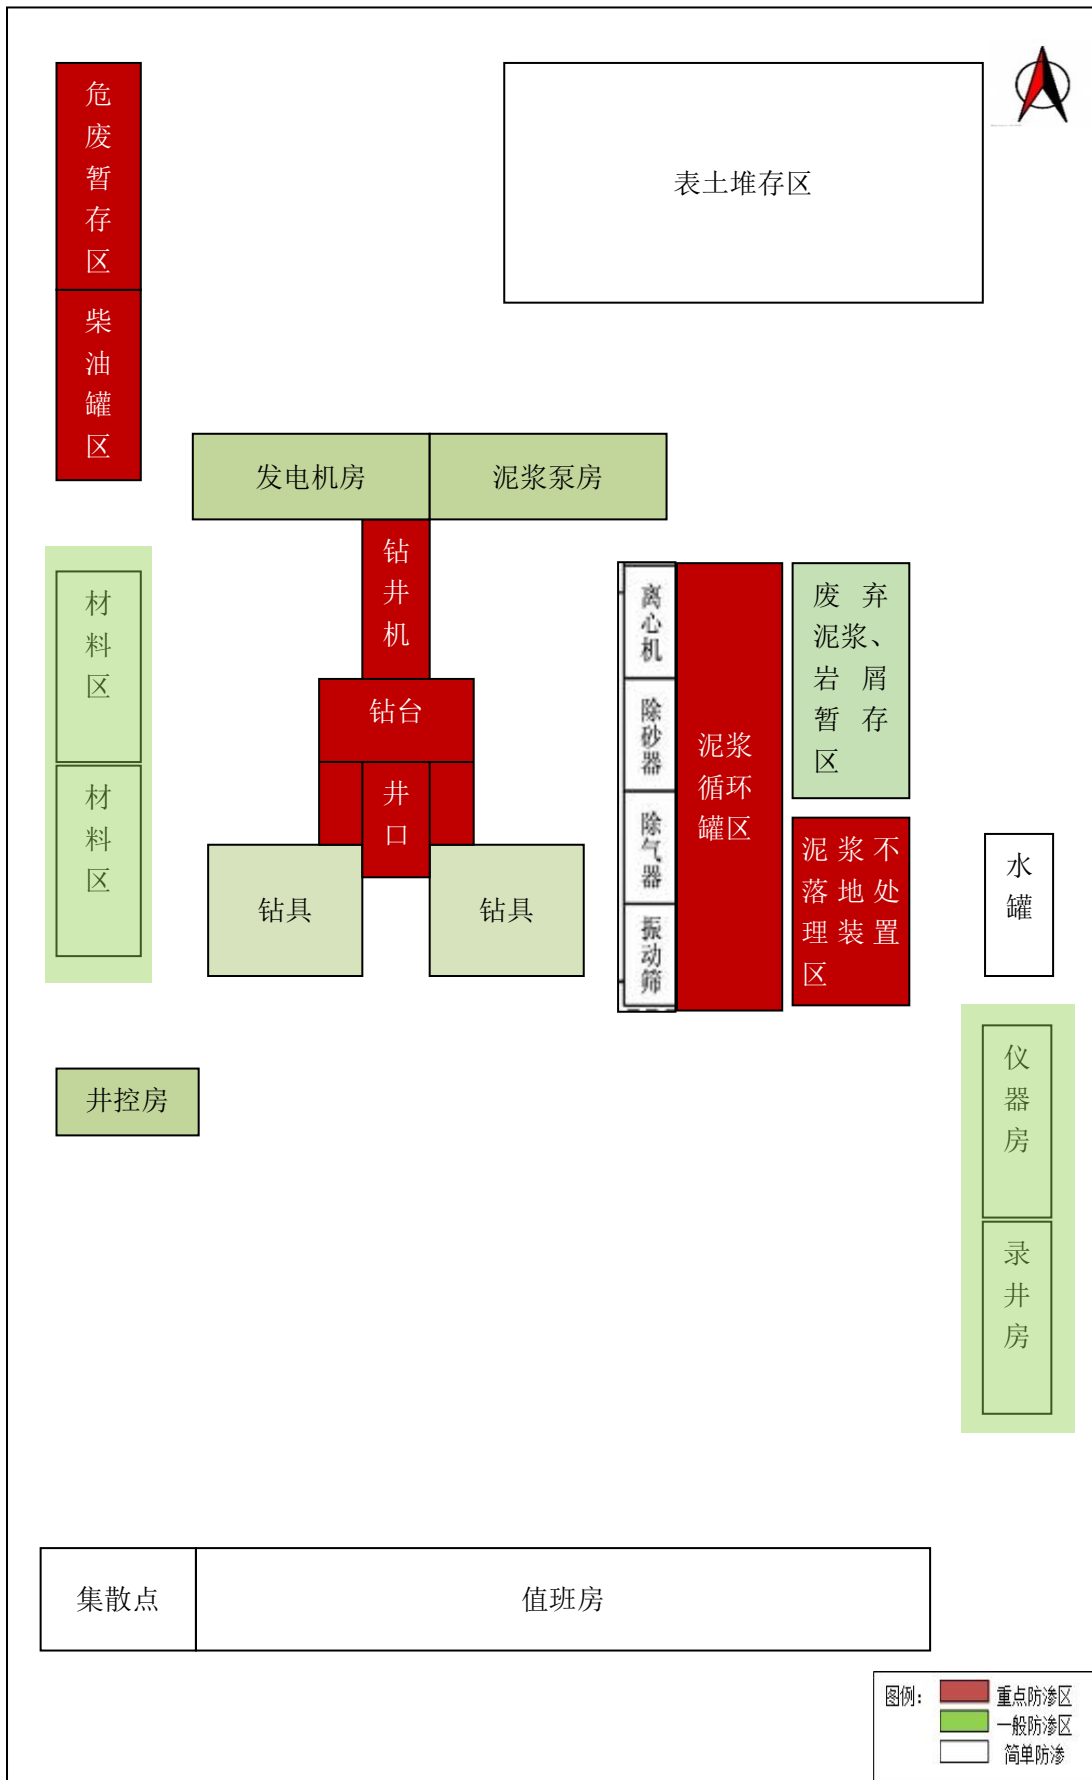 危
废
暂
存
区
表土堆存区
柴
油
罐
区
发电机房
泥浆泵房
钻
井
机
钻台
井
口
钻具
钻具
材
料
区
材
料
区
离心机
除砂器
除气器
振动筛
泥浆
循环
罐区
废弃
泥浆、
岩屑
暂存
区
泥浆不
落地处
理装置
区
水
罐
仪
器
房
录
井
房
井控房
集散点
值班房
图例：
重点防渗区
一般防渗区
简单防渗